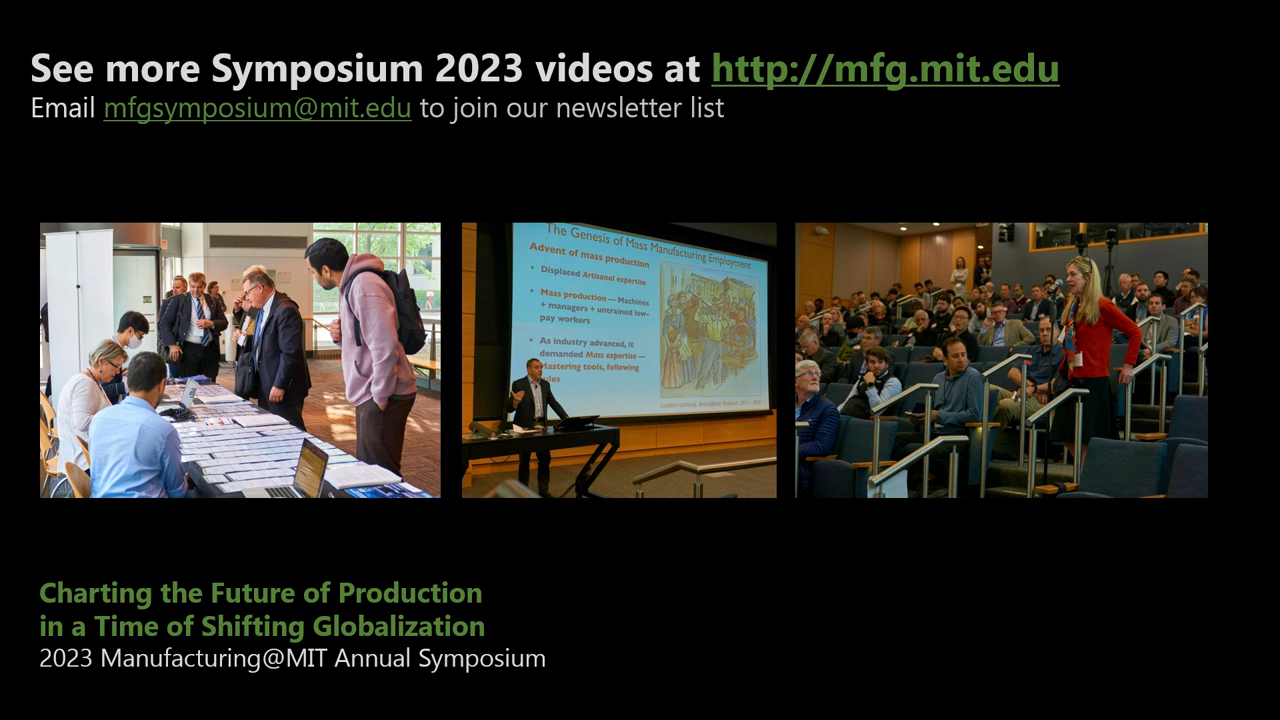 See more Symposium 2023 videos at http://mfg.mit.edu
Email mfgsymposium@mit.edu to join our newsletter list
The Genesis of Mass Manufacturing Employment
Advent of mass production
• Displaced Artisanal expertise
• Mass production — Machines
+ managers + untrained low-
pay workers
• As industry advanced, it
demanded Mass expertise —
Mastering tools, following
rules
Charting the Future of Production
in a Time of Shifting Globalization
2023 Manufacturing@MIT Annual Symposium